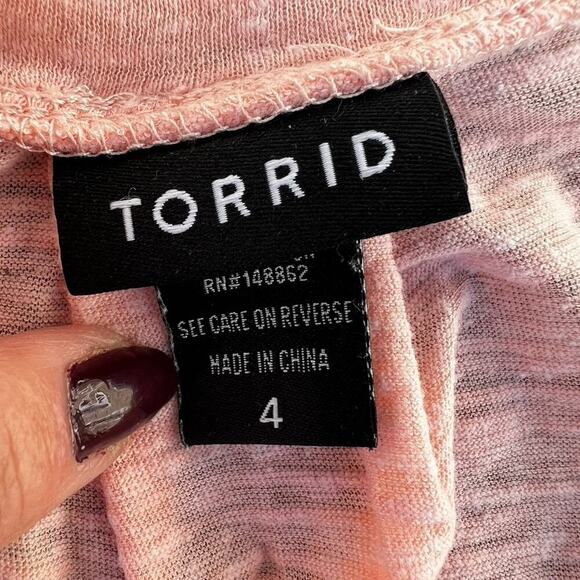 TORRID
RN#148862
SEE CARE ON REVERSE
MADE IN CHINA
4